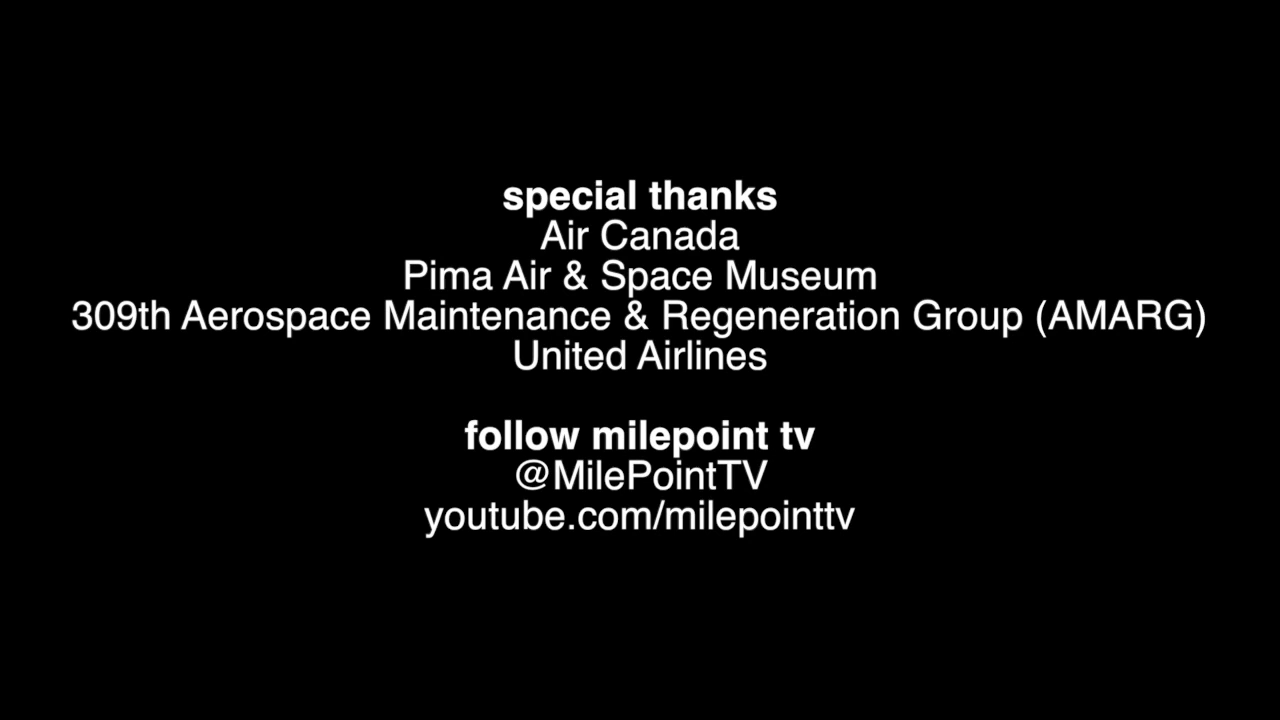 special thanks
Air Canada
Pima Air & Space Museum
309th Aerospace Maintenance & Regeneration Group (AMARG)
United Airlines
follow milepoint tv
@MilePointTV
youtube.com/milepointtv